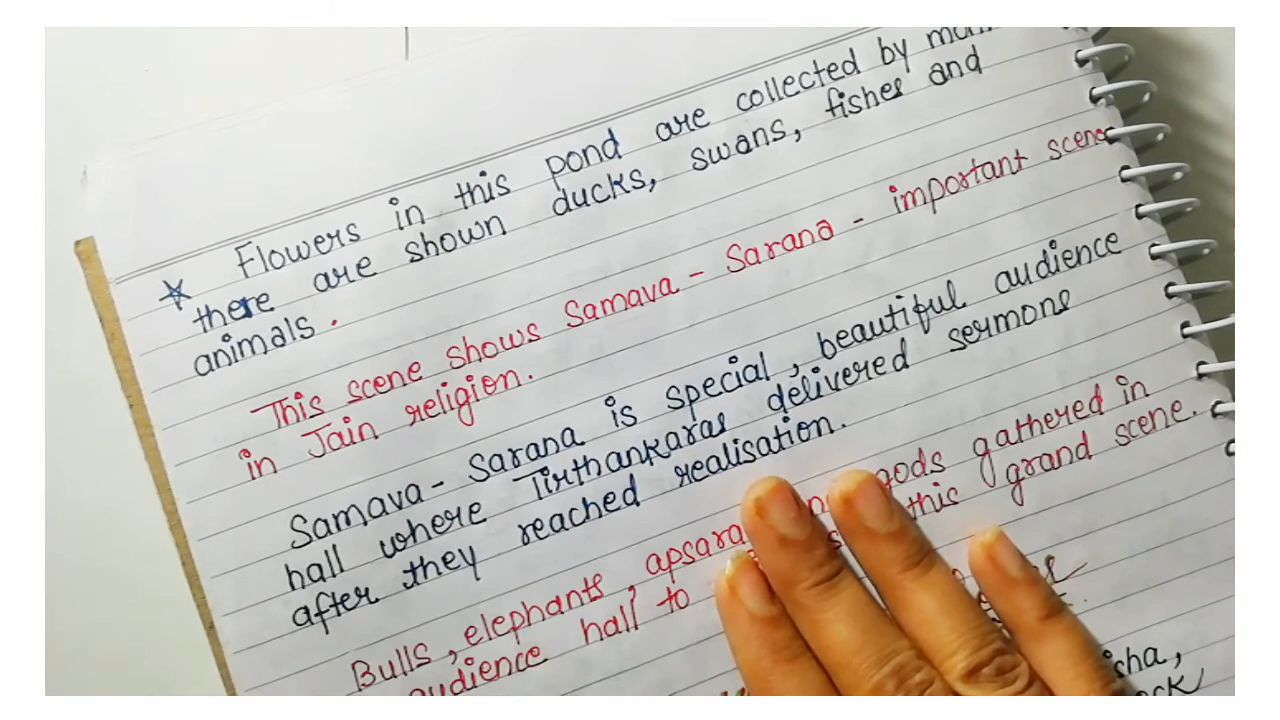 ★ Flowers in this pond are collected by
there are shown ducks, swans, fishes and
animals.
This scene shows Samava - Sarana - important scene
in Jain religion.
Samava - Sarana is special, beautiful audience
hall where Tirthankaras delivered sermons
after they reached realisation.
Bulls, elephants, gods gathered in
hall to this grand scene.